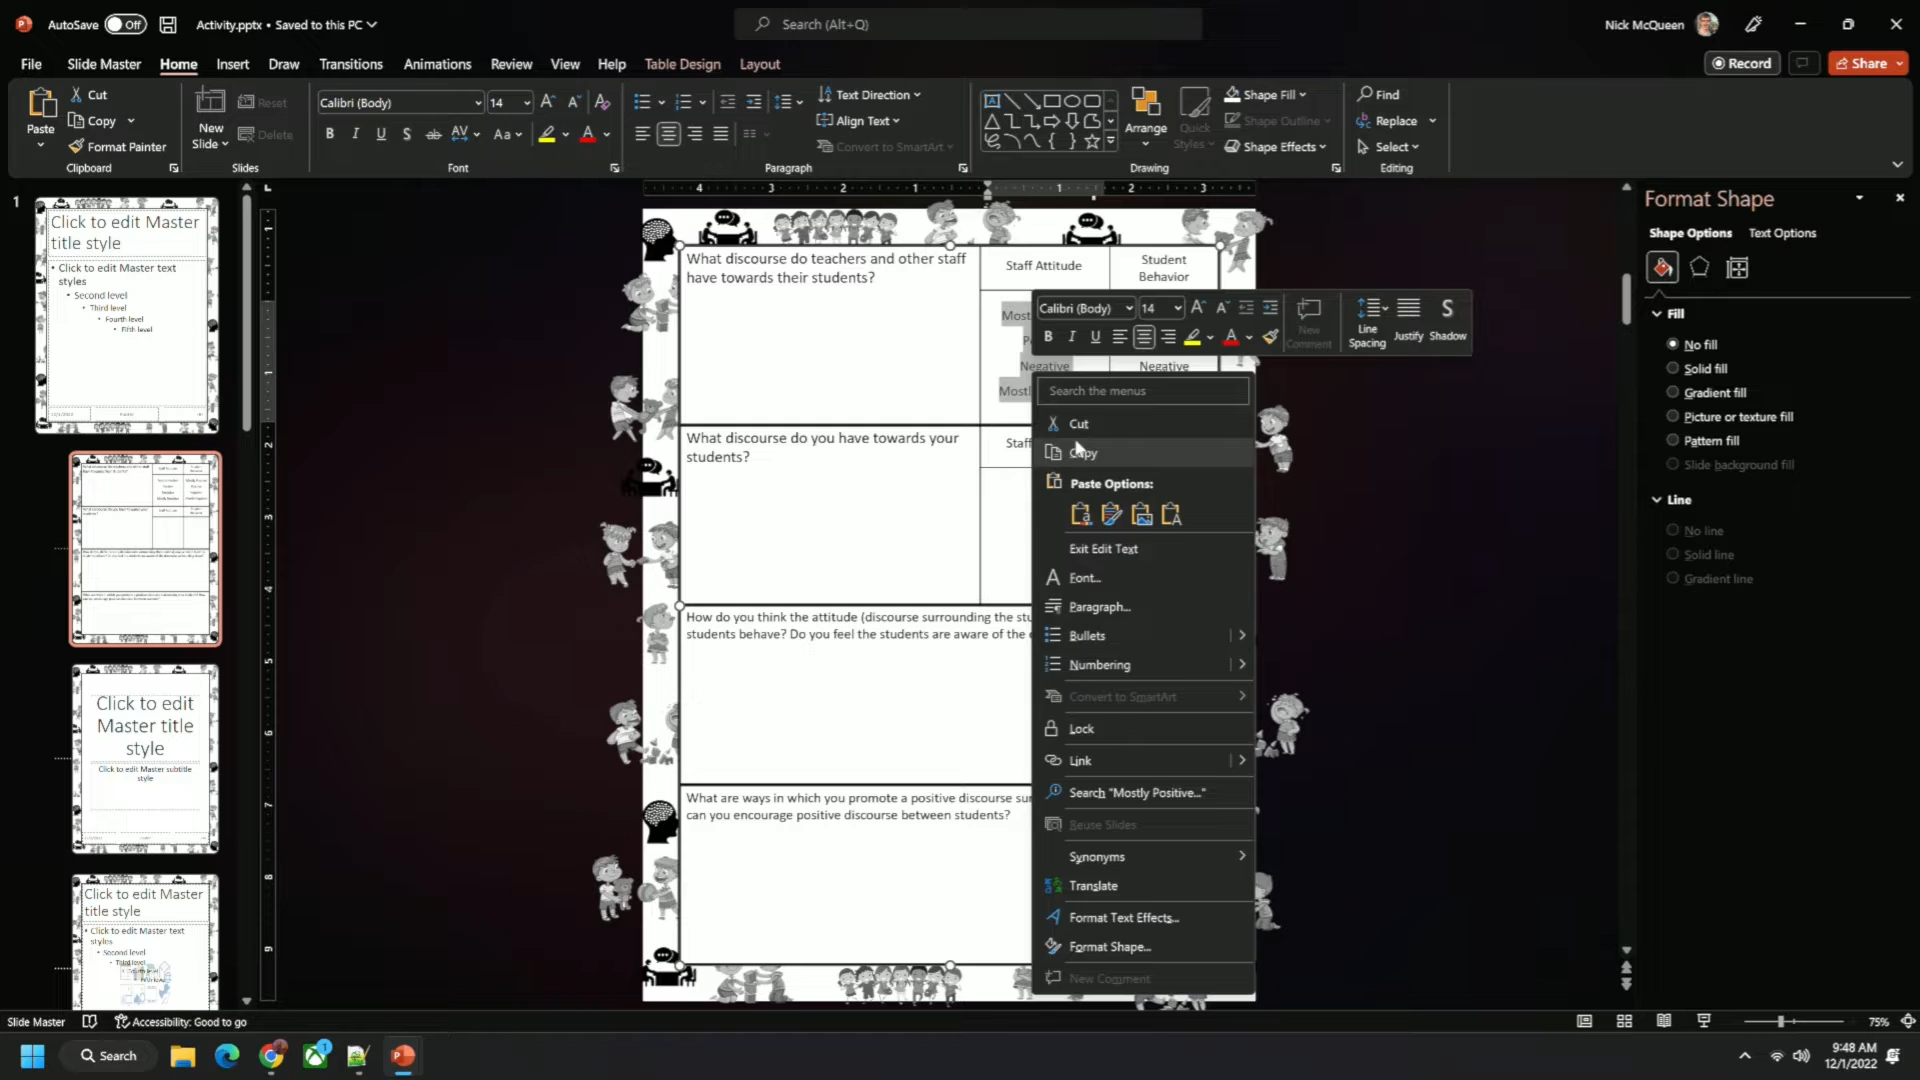 AutoSave Off Activity.pptx • Saved to this PC Search (Alt+Q) Nick McQueen
File Slide Master Home Insert Draw Transitions Animations Review View Help Table Design Layout Record Share
Paste Cut Copy Format Painter Clipboard
New Slide Reset Delete Slides
Calibri (Body) 14 Font
Text Direction Align Text Convert to SmartArt Paragraph
Arrange Quick Styles Shape Fill Shape Outline Shape Effects Drawing
Find Replace Select Editing
1
Click to edit Master title style
• Click to edit Master text styles
• Second level
• Third level
• Fourth level
• Fifth level
Click to edit Master title style
Click to edit Master subtitle style
Click to edit Master title style
• Click to edit Master text styles
• Second level
What discourse do teachers and other staff
have towards their students?
Staff Attitude
Student
Behavior
Negative
Negative
What discourse do you have towards your
students?
Staff
How do you think the attitude (discourse surrounding the
students behave? Do you feel the students are aware of the
What are ways in which you promote a positive discourse
can you encourage positive discourse between students?
Calibri (Body) 14
New Comment
Line Spacing
Justify
Shadow
Search the menus
Cut
Copy
Paste Options:
Exit Edit Text
Font...
Paragraph...
Bullets
Numbering
Convert to SmartArt
Lock
Link
Search "Mostly Positive..."
Reuse Slides
Synonyms
Translate
Format Text Effects...
Format Shape...
New Comment
Format Shape
Shape Options Text Options
Fill
No fill
Solid fill
Gradient fill
Picture or texture fill
Pattern fill
Slide background fill
Line
No line
Solid line
Gradient line
Slide Master Accessibility: Good to go 75%
Search
9:48 AM
12/1/2022